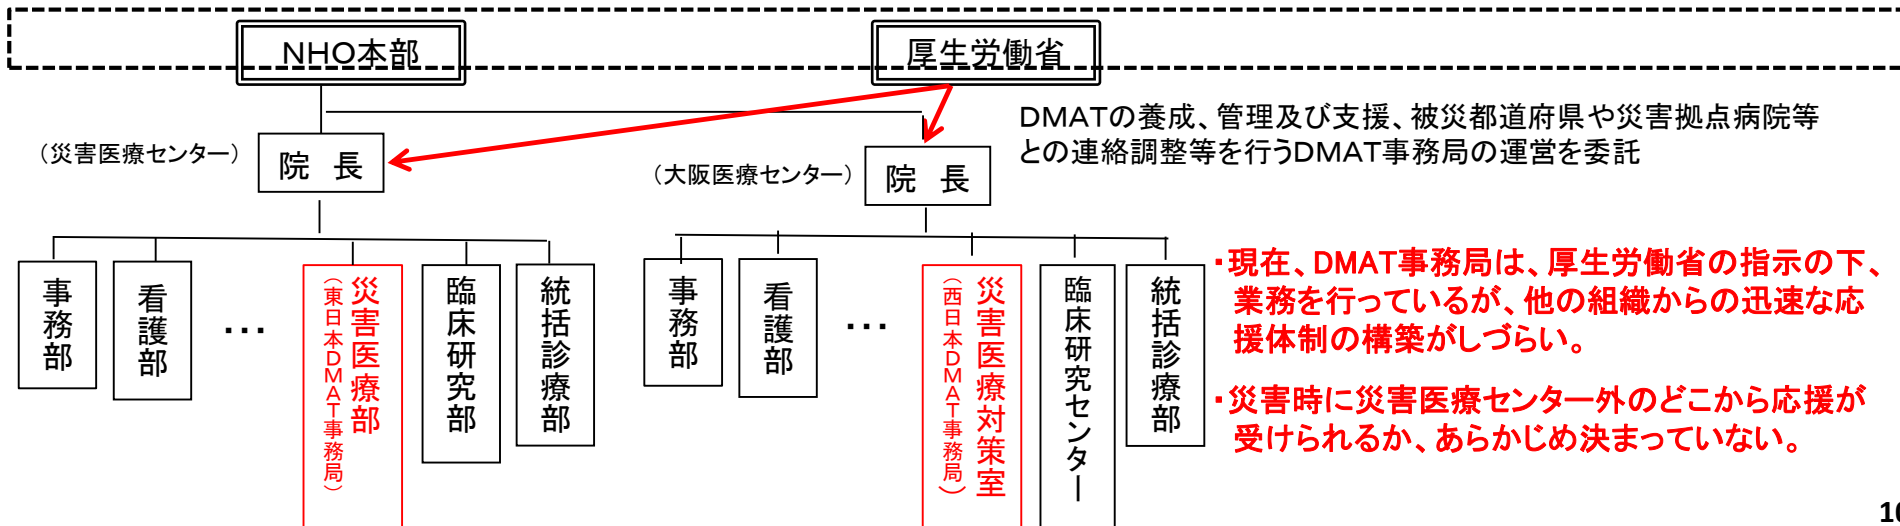 NHO本部
厚生労働省
DMATの養成、管理及び支援、被災都道府県や災害拠点病院等
との連絡調整等を行うDMAT事務局の運営を委託
(災害医療センター)
院 長
(大阪医療センター)
院 長
事務部
看護部
・・・
災害医療部
(東日本DMAT事務局)
臨床研究部
統括診療部
事務部
看護部
・・・
災害医療対策室
(西日本DMAT事務局)
臨床研究センター
統括診療部
・現在、DMAT事務局は、厚生労働省の指示の下、
業務を行っているが、他の組織からの迅速な応
援体制の構築がしづらい。
・災害時に災害医療センター外のどこから応援が
受けられるか、あらかじめ決まっていない。